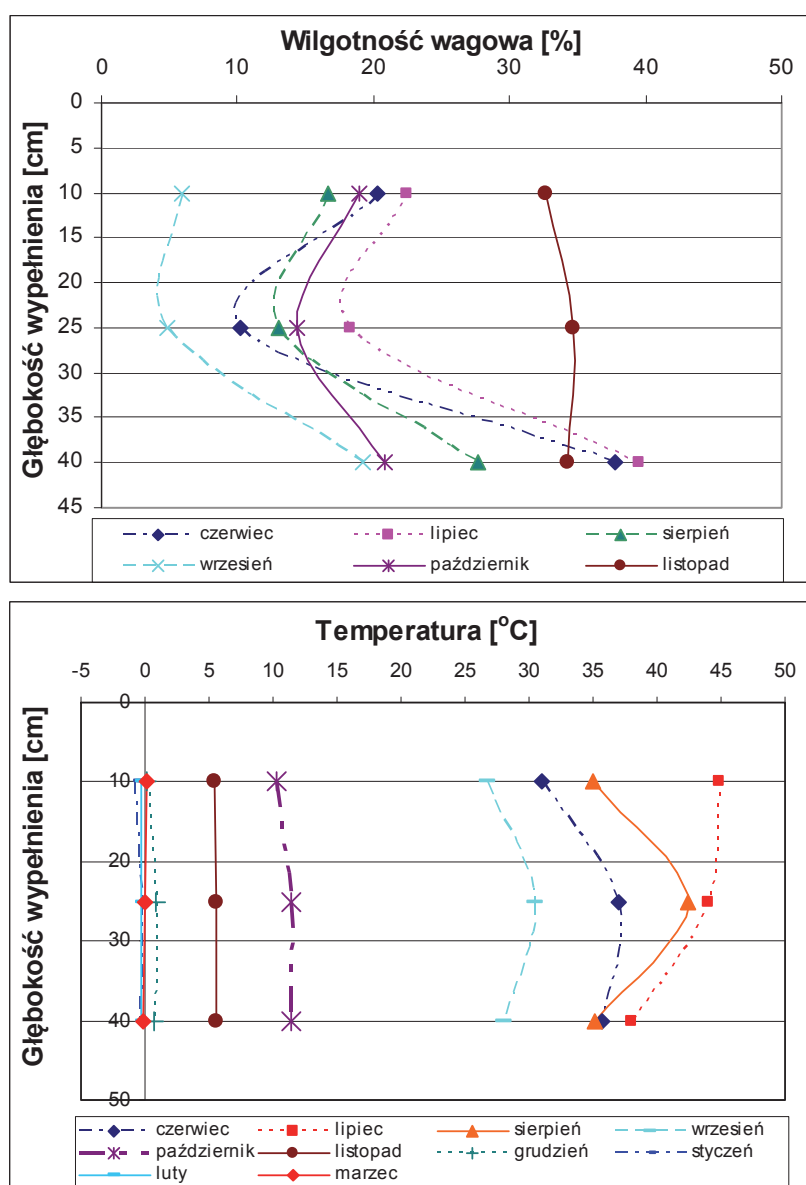 Wilgotność wagowa [%]
0 10 20 30 40 50
Głębokość wypełnienia [cm]
0
5
10
15
20
25
30
35
40
45
czerwiec lipiec sierpień
wrzesień październik listopad
Temperatura [°C]
-5 0 5 10 15 20 25 30 35 40 45 50
Głębokość wypełnienia [cm]
0
10
20
30
40
50
czerwiec lipiec sierpień wrzesień
październik listopad grudzień styczeń
luty marzec